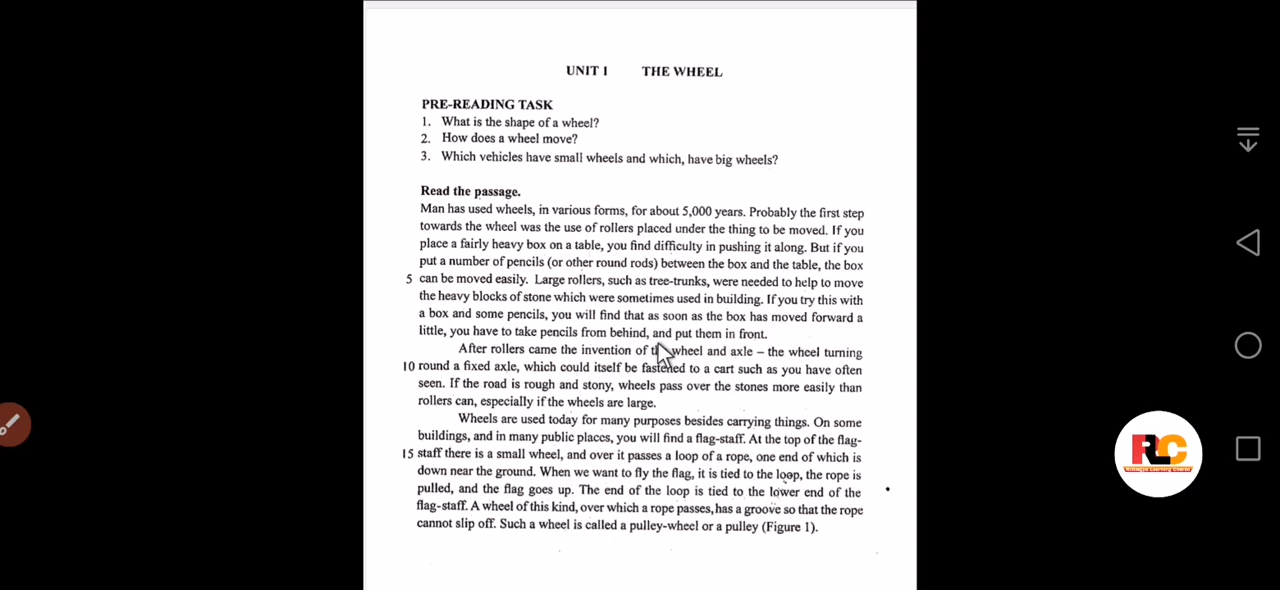 UNIT 1 THE WHEEL
PRE-READING TASK
1. What is the shape of a wheel?
2. How does a wheel move?
3. Which vehicles have small wheels and which, have big wheels?
Read the passage.
Man has used wheels, in various forms, for about 5,000 years. Probably the first step
towards the wheel was the use of rollers placed under the thing to be moved. If you
place a fairly heavy box on a table, you find difficulty in pushing it along. But if you
put a number of pencils (or other round rods) between the box and the table, the box
5 can be moved easily. Large rollers, such as tree-trunks, were needed to help to move
the heavy blocks of stone which were sometimes used in building. If you try this with
a box and some pencils, you will find that as soon as the box has moved forward a
little, you have to take pencils from behind, and put them in front.
After rollers came the invention of the wheel and axle – the wheel turning
10 round a fixed axle, which could itself be fastened to a cart such as you have often
seen. If the road is rough and stony, wheels pass over the stones more easily than
rollers can, especially if the wheels are large.
Wheels are used today for many purposes besides carrying things. On some
buildings, and in many public places, you will find a flag-staff. At the top of the flag-
15 staff there is a small wheel, and over it passes a loop of a rope, one end of which is
down near the ground. When we want to fly the flag, it is tied to the loop, the rope is
pulled, and the flag goes up. The end of the loop is tied to the lower end of the
flag-staff. A wheel of this kind, over which a rope passes, has a groove so that the rope
cannot slip off. Such a wheel is called a pulley-wheel or a pulley (Figure 1).
RLC
Learning Course